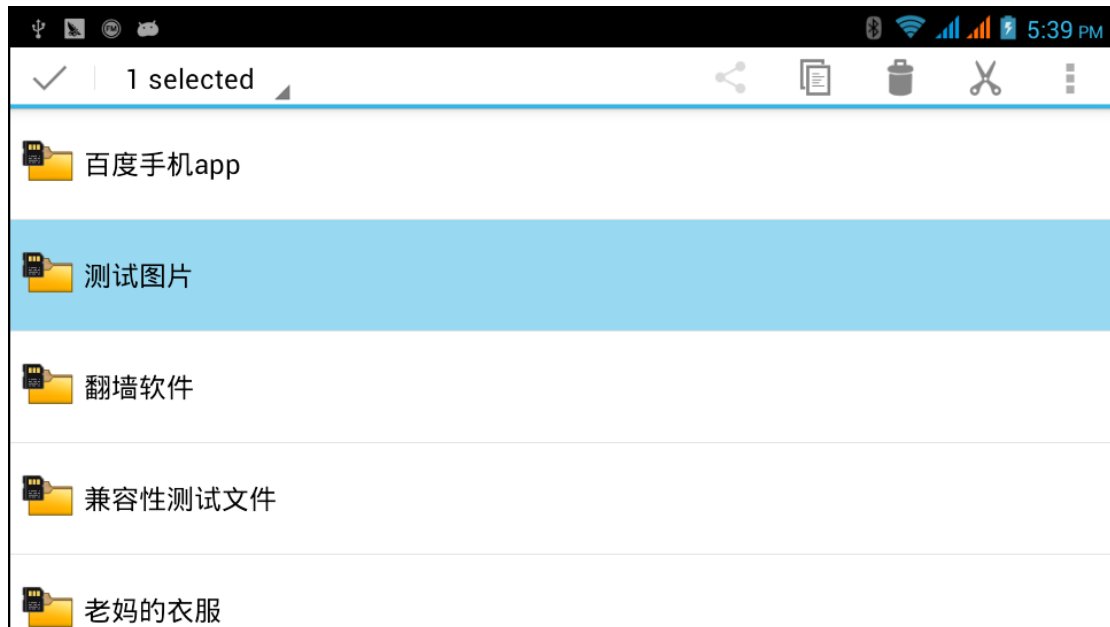 5:39 PM
1 selected
百度手机app
测试图片
翻墙软件
兼容性测试文件
老妈的衣服